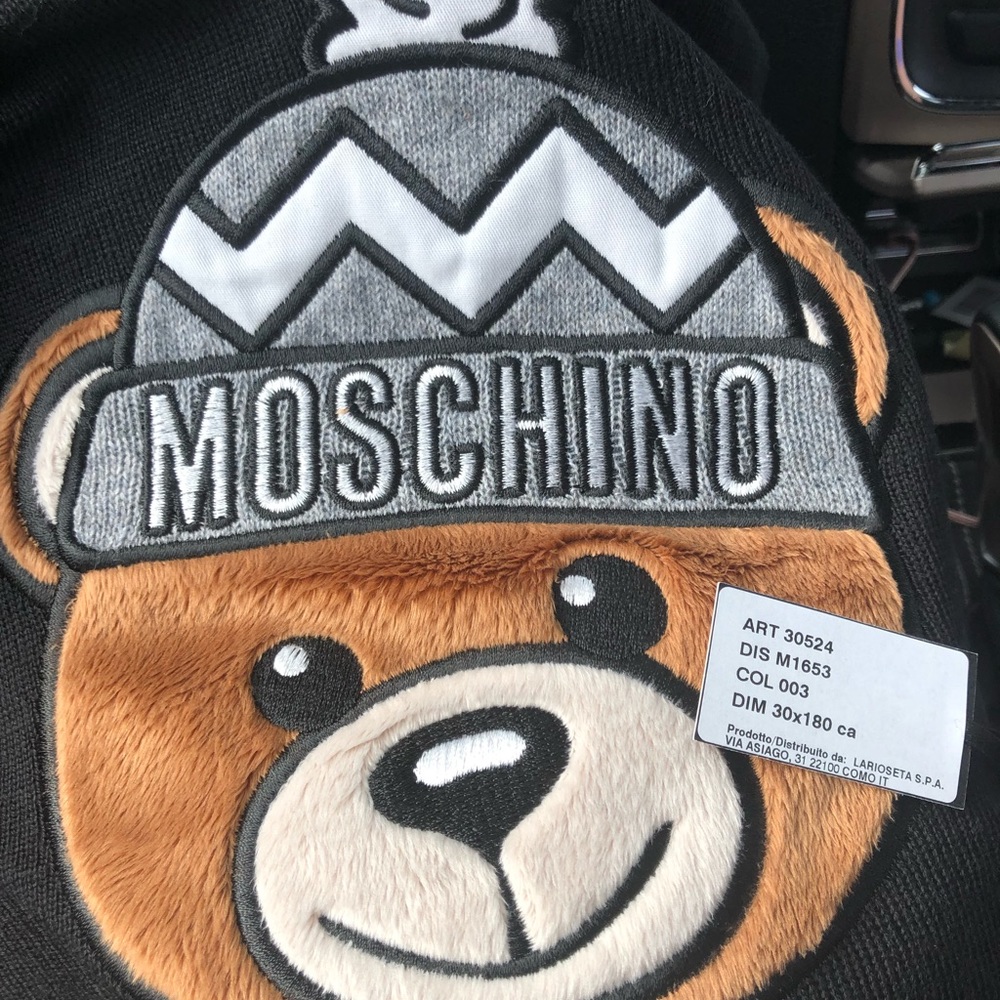 MOSCHINO
ART 30524
DIS M1653
COL 003
DIM 30x180 ca
Prodotto/Distribuito da: LARIOSETA S.P.A.
VIA ASIAGO, 31 22100 COMO IT